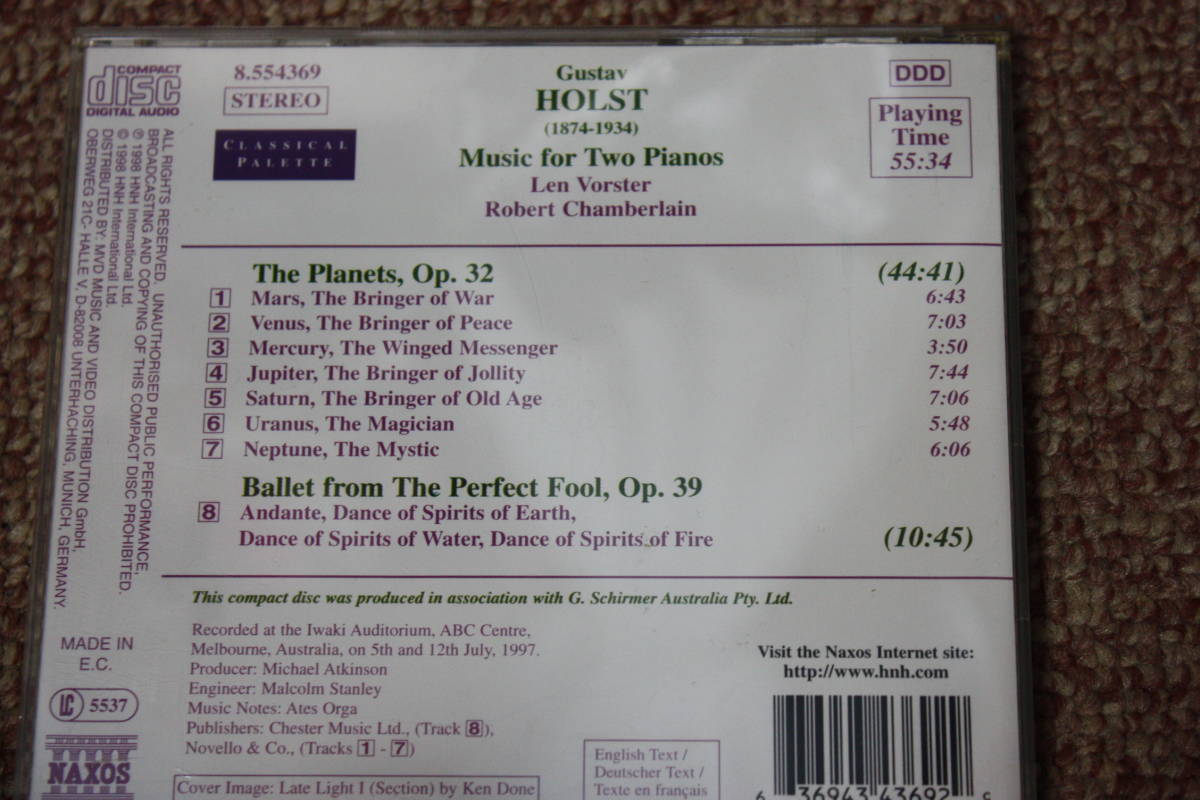 COMPACT
disc
DIGITAL AUDIO
8.554369
STEREO
CLASSICAL
PALETTE
Gustav
HOLST
(1874-1934)
Music for Two Pianos
Len Vorster
Robert Chamberlain
DDD
Playing
Time
55:34
ALL RIGHTS RESERVED. UNAUTHORISED PUBLIC PERFORMANCE,
BROADCASTING AND COPYING OF THIS COMPACT DISC PROHIBITED.
℗ 1998 HNH International Ltd.
© 1998 HNH International Ltd.
DISTRIBUTED BY: MVD MUSIC AND VIDEO DISTRIBUTION GmbH,
OBERWEG 21C- HALLE V, D-82008 UNTERHACHING, MUNICH, GERMANY.
The Planets, Op. 32 (44:41)
1 Mars, The Bringer of War 6:43
2 Venus, The Bringer of Peace 7:03
3 Mercury, The Winged Messenger 3:50
4 Jupiter, The Bringer of Jollity 7:44
5 Saturn, The Bringer of Old Age 7:06
6 Uranus, The Magician 5:48
7 Neptune, The Mystic 6:06
Ballet from The Perfect Fool, Op. 39
8 Andante, Dance of Spirits of Earth,
Dance of Spirits of Water, Dance of Spirits of Fire (10:45)
This compact disc was produced in association with G. Schirmer Australia Pty. Ltd.
MADE IN
E.C.
LC 5537
NAXOS
Recorded at the Iwaki Auditorium, ABC Centre,
Melbourne, Australia, on 5th and 12th July, 1997.
Producer: Michael Atkinson
Engineer: Malcolm Stanley
Music Notes: Ates Orga
Publishers: Chester Music Ltd., (Track 8),
Novello & Co., (Tracks 1 - 7)
Cover Image: Late Light I (Section) by Ken Done
English Text /
Deutscher Text /
Texte en français
Visit the Naxos Internet site:
http://www.hnh.com
6 36943 43692